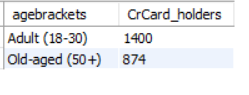 agebrackets CrCard_holders
Adult (18-30) 1400
Old-aged (50+) 874